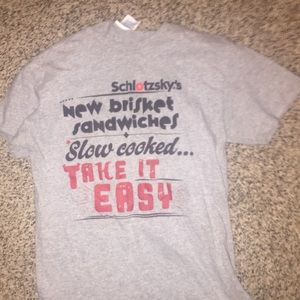 Schlotzsky's
New Brisket
Sandwiches
+
Slow cooked...
TAKE IT
EASY